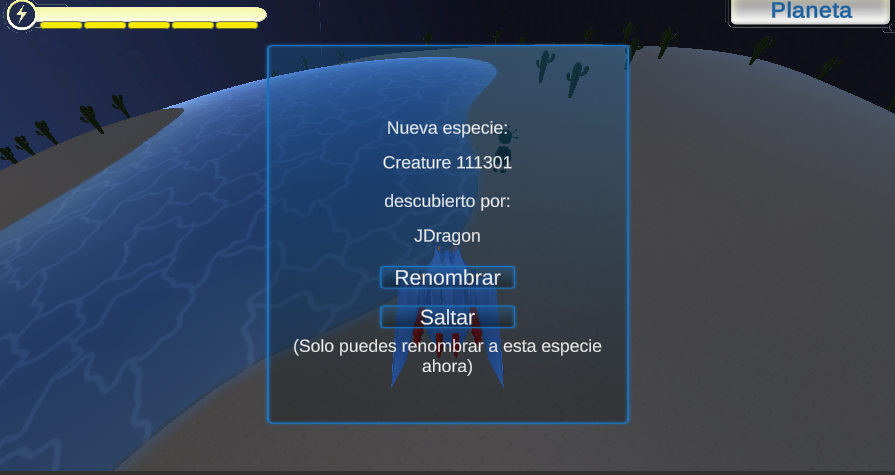 Planeta
Nueva especie:
Creature 111301
descubierto por:
JDragon
Renombrar
Saltar
(Solo puedes renombrar a esta especie
ahora)